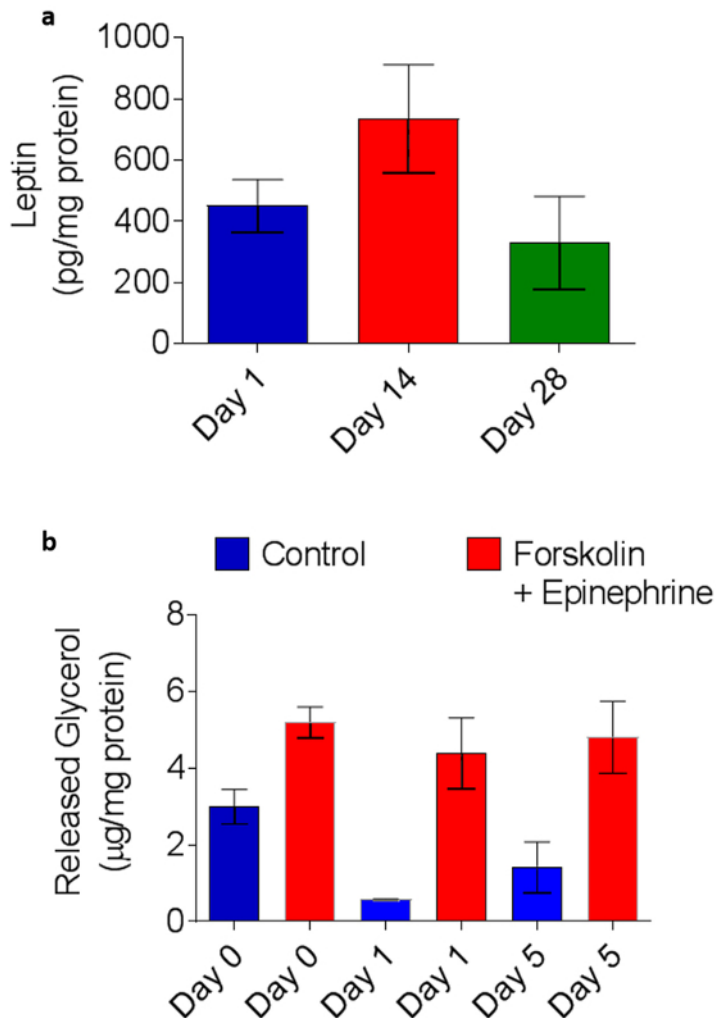 a
Leptin
(pg/mg protein)
1000
800
600
400
200
0
Day 1
Day 14
Day 28
b
Control
Forskolin
+ Epinephrine
Released Glycerol
(μg/mg protein)
8
6
4
2
0
Day 0
Day 0
Day 1
Day 1
Day 5
Day 5